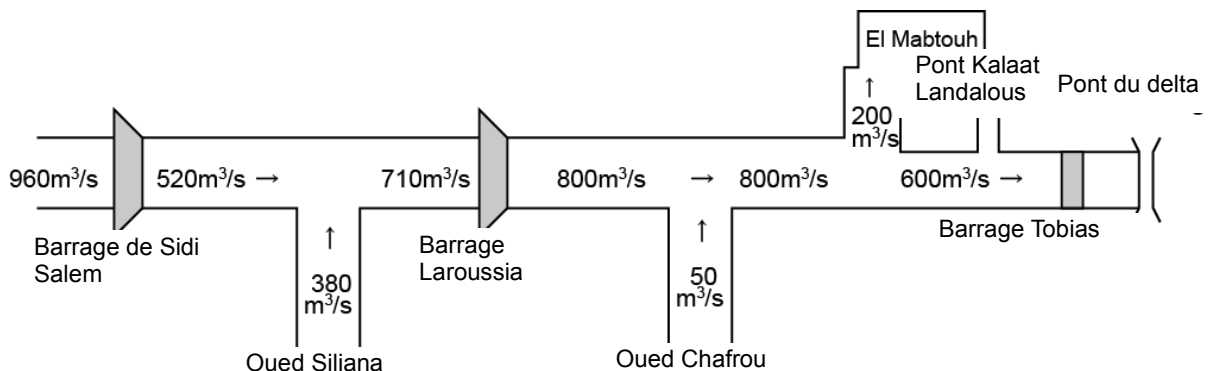 El Mabtouh
Pont Kalaat
Landalous
Pont du delta
↑
200
m³/s
960m³/s
520m³/s →
710m³/s
800m³/s
→
800m³/s
600m³/s →
Barrage de Sidi
Salem
↑
380
m³/s
Barrage
Laroussia
↑
50
m³/s
Barrage Tobias
Oued Siliana
Oued Chafrou